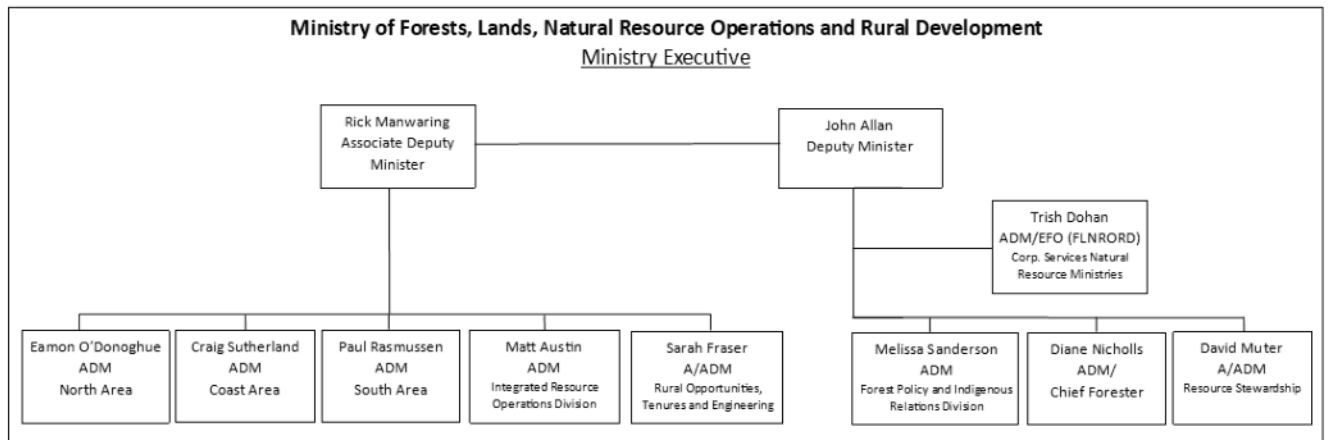 Ministry of Forests, Lands, Natural Resource Operations and Rural Development
Ministry Executive
Rick Manwaring
Associate Deputy
Minister
John Allan
Deputy Minister
Trish Dohan
ADM/EFO (FLNRORD)
Corp. Services Natural
Resource Ministries
Eamon O'Donoghue
ADM
North Area
Craig Sutherland
ADM
Coast Area
Paul Rasmussen
ADM
South Area
Matt Austin
ADM
Integrated Resource
Operations Division
Sarah Fraser
A/ADM
Rural Opportunities,
Tenures and Engineering
Melissa Sanderson
ADM
Forest Policy and Indigenous
Relations Division
Diane Nicholls
ADM/
Chief Forester
David Muter
A/ADM
Resource Stewardship